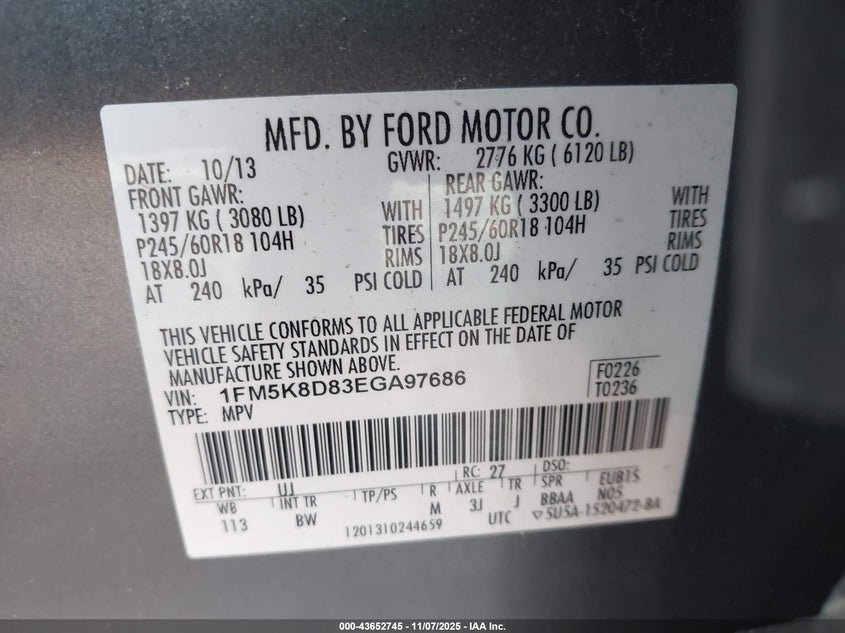 MFD. BY FORD MOTOR CO.
DATE: 10/13 GVWR: 2776 KG ( 6120 LB)
FRONT GAWR: REAR GAWR:
1397 KG ( 3080 LB) WITH 1497 KG ( 3300 LB) WITH
P245/60R18 104H TIRES P245/60R18 104H TIRES
18X8.0J RIMS 18X8.0J RIMS
AT 240 kPa/ 35 PSI COLD AT 240 kPa/ 35 PSI COLD
THIS VEHICLE CONFORMS TO ALL APPLICABLE FEDERAL MOTOR
VEHICLE SAFETY STANDARDS IN EFFECT ON THE DATE OF
MANUFACTURE SHOWN ABOVE.
VIN: 1FM5K8D83EGA97686 F0226
TYPE: MPV T0236
EXT PNT: UJ RC: 27 DSO:
WB INT TR TP/PS R AXLE TR SPR EUB1S
113 BW M 3J J BBAA N05
1201310244659 UTC ▽5U5A-1520472-BA
000-43652745 - 11/07/2025 - IAA Inc.